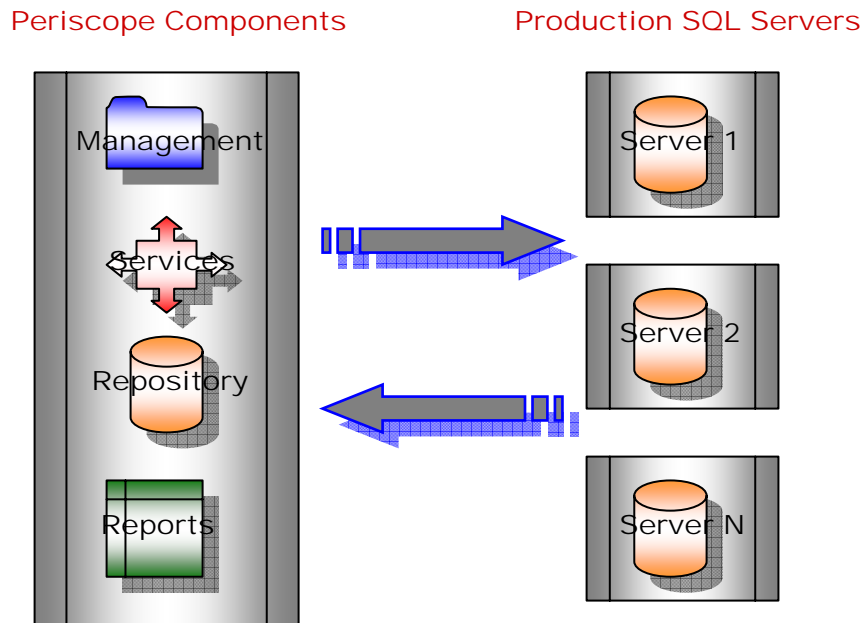 Periscope Components
Production SQL Servers
Management
Services
Repository
Reports
Server 1
Server 2
Server N